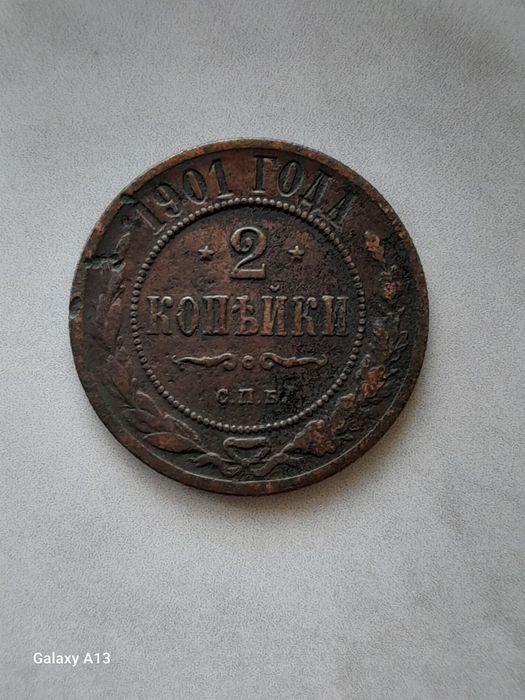 1901 ГОДА
2
КОПѢЙКИ
С.П.Б.
Galaxy A13